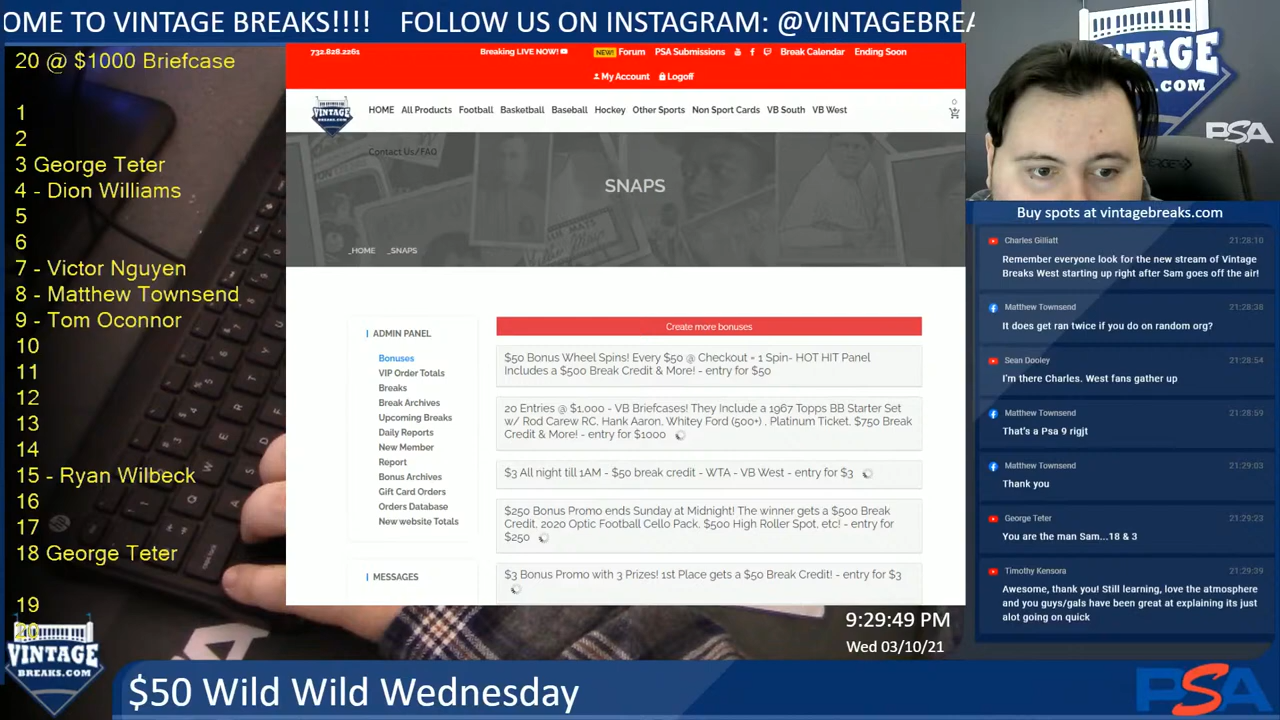 OME TO VINTAGE BREAKS!!!! FOLLOW US ON INSTAGRAM: @VINTAGEBREA
20 @ $1000 Briefcase
1
2
3 George Teter
4 - Dion Williams
5
6
7 - Victor Nguyen
8 - Matthew Townsend
9 - Tom Oconnor
10
11
12
13
14
15 - Ryan Wilbeck
16
17
18 George Teter
19
20
732.828.2261 Breaking LIVE NOW! NEW! Forum PSA Submissions Break Calendar Ending Soon
My Account Logoff
VINTAGE
HOME All Products Football Basketball Baseball Hockey Other Sports Non Sport Cards VB South VB West
0
Contact Us/FAQ
SNAPS
_HOME _SNAPS
ADMIN PANEL
Bonuses
VIP Order Totals
Breaks
Break Archives
Upcoming Breaks
Daily Reports
New Member
Report
Bonus Archives
Gift Card Orders
Orders Database
New website Totals
MESSAGES
Create more bonuses
$50 Bonus Wheel Spins! Every $50 @ Checkout = 1 Spin- HOT HIT Panel
Includes a $500 Break Credit & More! - entry for $50
20 Entries @ $1,000 - VB Briefcases! They Include a 1967 Topps BB Starter Set
w/ Rod Carew RC, Hank Aaron, Whitey Ford (500+) , Platinum Ticket, $750 Break
Credit & More! - entry for $1000
$3 All night till 1AM - $50 break credit - WTA - VB West - entry for $3
$250 Bonus Promo ends Sunday at Midnight! The winner gets a $500 Break
Credit, 2020 Optic Football Cello Pack, $500 High Roller Spot, etc! - entry for
$250
$3 Bonus Promo with 3 Prizes! 1st Place gets a $50 Break Credit! - entry for $3
PSA
Buy spots at vintagebreaks.com
Charles Gilliatt 21:28:10
Remember everyone look for the new stream of Vintage
Breaks West starting up right after Sam goes off the air!
Matthew Townsend 21:28:38
It does get ran twice if you do on random org?
Sean Dooley 21:28:54
I'm there Charles. West fans gather up
Matthew Townsend 21:28:59
That's a Psa 9 rigjt
Matthew Townsend 21:29:03
Thank you
George Teter 21:29:23
You are the man Sam...18 & 3
Timothy Kensora 21:29:39
Awesome, thank you! Still learning, love the atmosphere
and you guys/gals have been great at explaining its just
alot going on quick
9:29:49 PM
Wed 03/10/21
VINTAGE
BREAKS.COM
$50 Wild Wild Wednesday
PSA